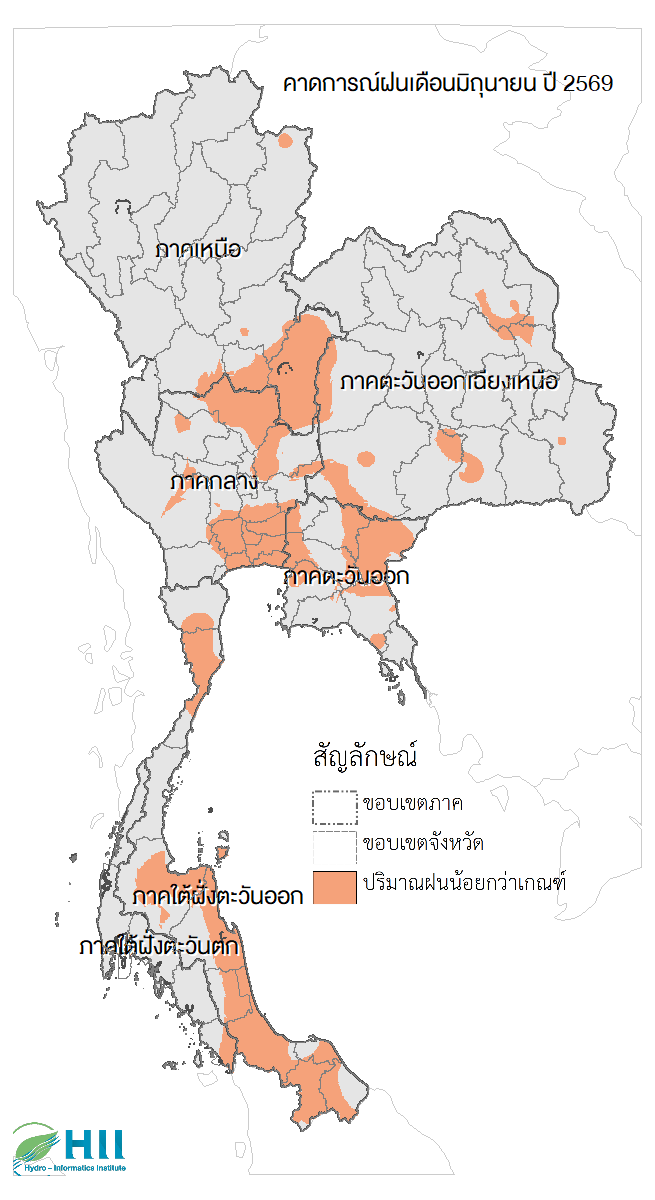 คาดการณ์ฝนเดือนมิถุนายน ปี 2569
ภาคเหนือ
ภาคตะวันออกเฉียงเหนือ
ภาคกลาง
ภาคตะวันออก
สัญลักษณ์
ขอบเขตภาค
ขอบเขตจังหวัด
ปริมาณฝนน้อยกว่าเกณฑ์
ภาคใต้ฝั่งตะวันออก
ภาคใต้ฝั่งตะวันตก
HII
Hydro – Informatics Institute